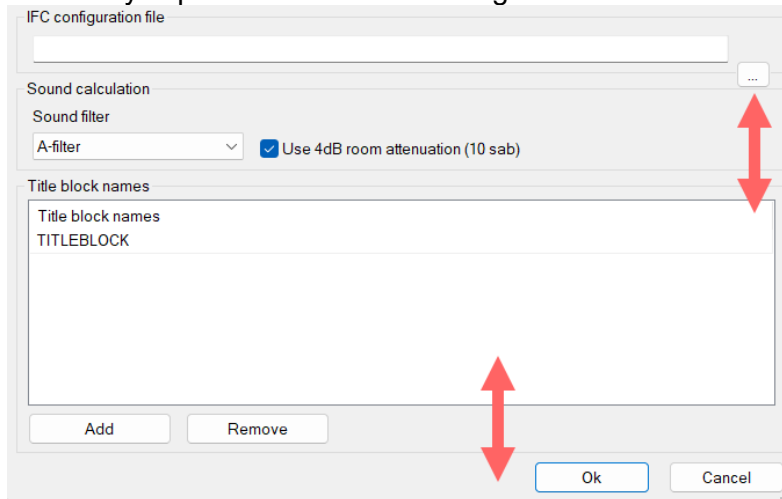 IFC configuration file
...
Sound calculation
Sound filter
A-filter
Use 4dB room attenuation (10 sab)
Title block names
Title block names
TITLEBLOCK
Add Remove
Ok Cancel